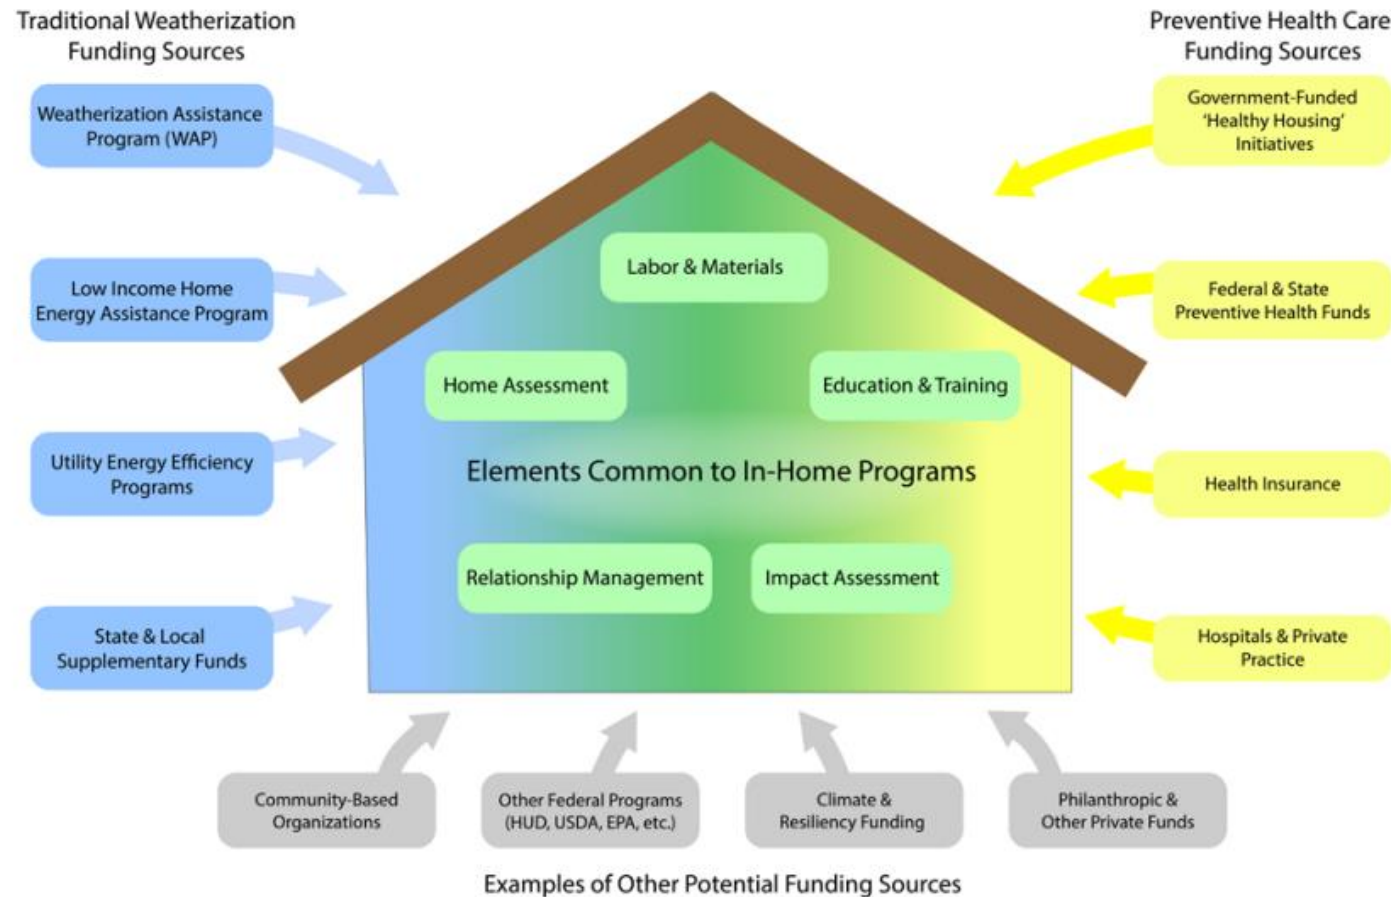 Traditional Weatherization
Funding Sources
Weatherization Assistance
Program (WAP)
Low Income Home
Energy Assistance Program
Utility Energy Efficiency
Programs
State & Local
Supplementary Funds
Preventive Health Care
Funding Sources
Government-Funded
'Healthy Housing'
Initiatives
Federal & State
Preventive Health Funds
Health Insurance
Hospitals & Private
Practice
Labor & Materials
Home Assessment
Education & Training
Elements Common to In-Home Programs
Relationship Management
Impact Assessment
Community-Based
Organizations
Other Federal Programs
(HUD, USDA, EPA, etc.)
Climate &
Resiliency Funding
Philanthropic &
Other Private Funds
Examples of Other Potential Funding Sources